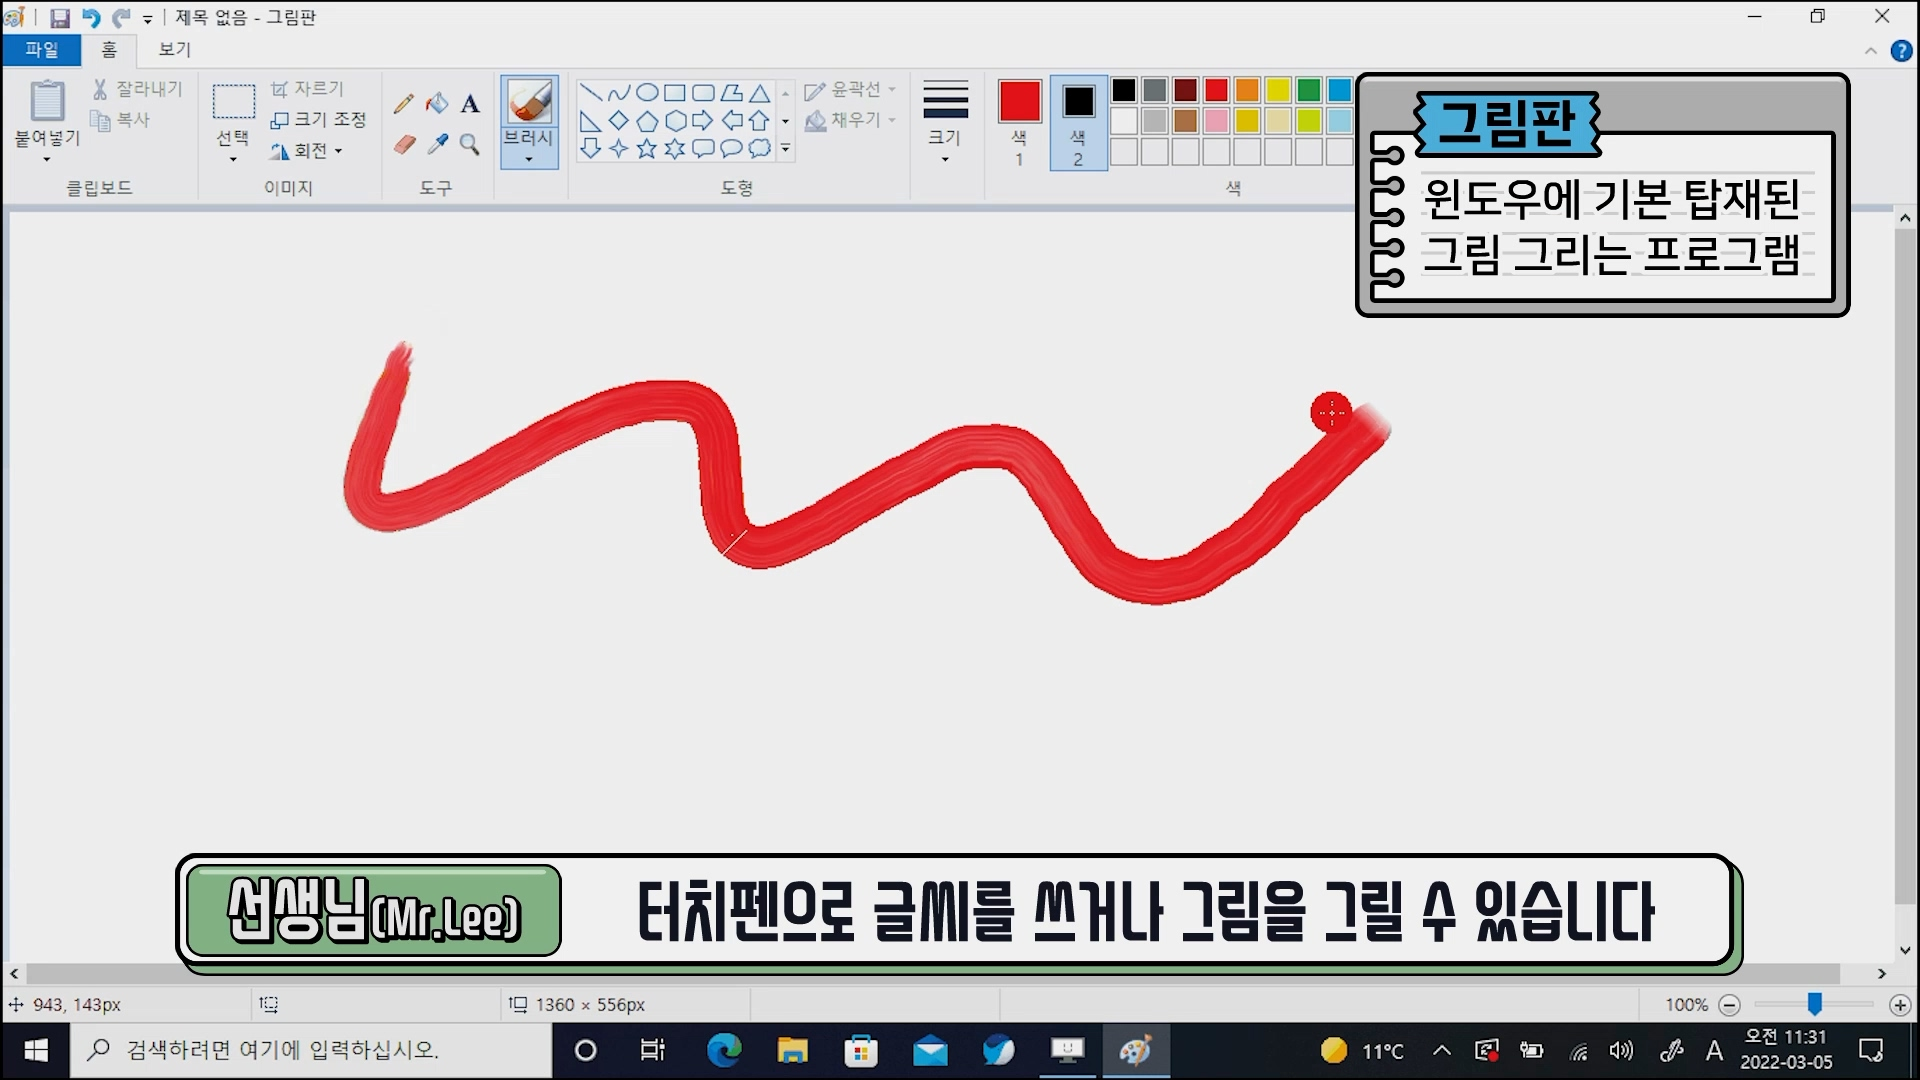 제목 없음 - 그림판
파일 홈 보기
붙여넣기
잘라내기
복사
클립보드
선택
자르기
크기 조정
회전
이미지
A
도구
브러시
윤곽선
채우기
도형
크기
색
1
색
2
색
그림판
윈도우에 기본 탑재된
그림 그리는 프로그램
선생님(Mr.Lee) 터치펜으로 글씨를 쓰거나 그림을 그릴 수 있습니다
943, 143px 1360 × 556px 100%
검색하려면 여기에 입력하십시오.
11°C
A
오전 11:31
2022-03-05